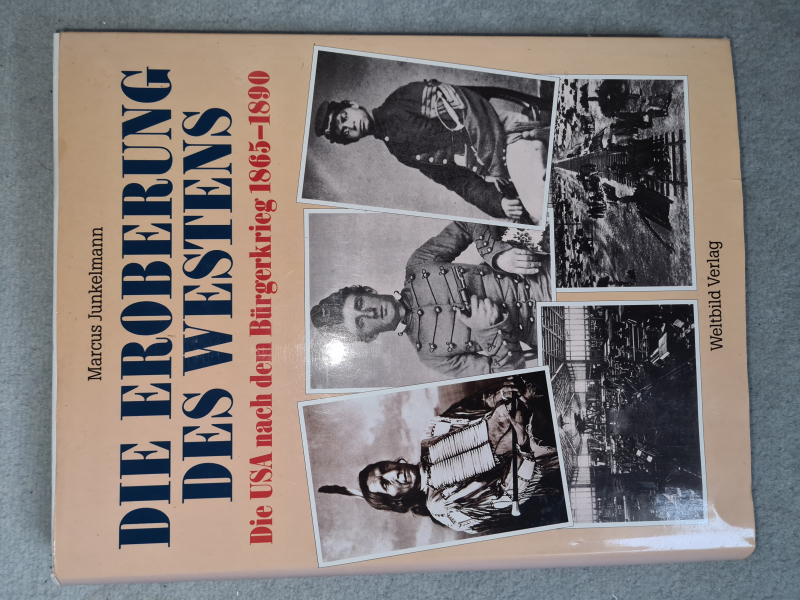 Marcus Junkelmann
DIE EROBERUNG
DES WESTENS
Die USA nach dem Bürgerkrieg 1865–1890
Weltbild Verlag